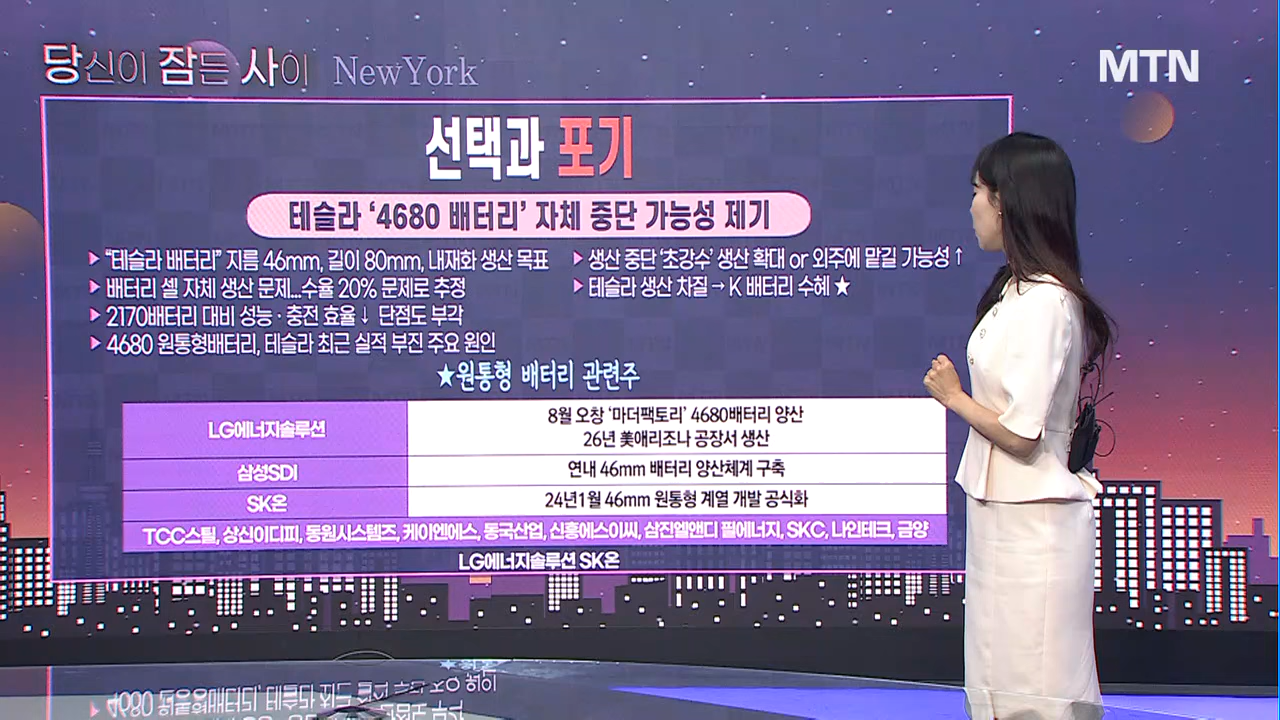 당신이 잠든 사이 NewYork
MTN
선택과 포기
테슬라 ‘4680 배터리’ 자체 중단 가능성 제기
▶ “테슬라 배터리” 지름 46mm, 길이 80mm, 내재화 생산 목표
▶ 배터리 셀 자체 생산 문제...수율 20% 문제로 추정
▶ 2170배터리 대비 성능·충전 효율↓ 단점도 부각
▶ 4680 원통형배터리, 테슬라 최근 실적 부진 주요 원인
▶ 생산 중단 ‘초강수’ 생산 확대 or 외주에 맡길 가능성↑
▶ 테슬라 생산 차질→K 배터리 수혜 ★
★원통형 배터리 관련주
LG에너지솔루션
8월 오창 ‘마더팩토리’ 4680배터리 양산
26년 美애리조나 공장서 생산
삼성SDI
연내 46mm 배터리 양산체계 구축
SK온
24년1월 46mm 원통형 계열 개발 공식화
TCC스틸, 상신이디피, 동원시스템즈, 케이엔에스, 동국산업, 신흥에스이씨, 삼진엘앤디 필에너지, SKC, 나인테크, 금양
LG에너지솔루션 SK온